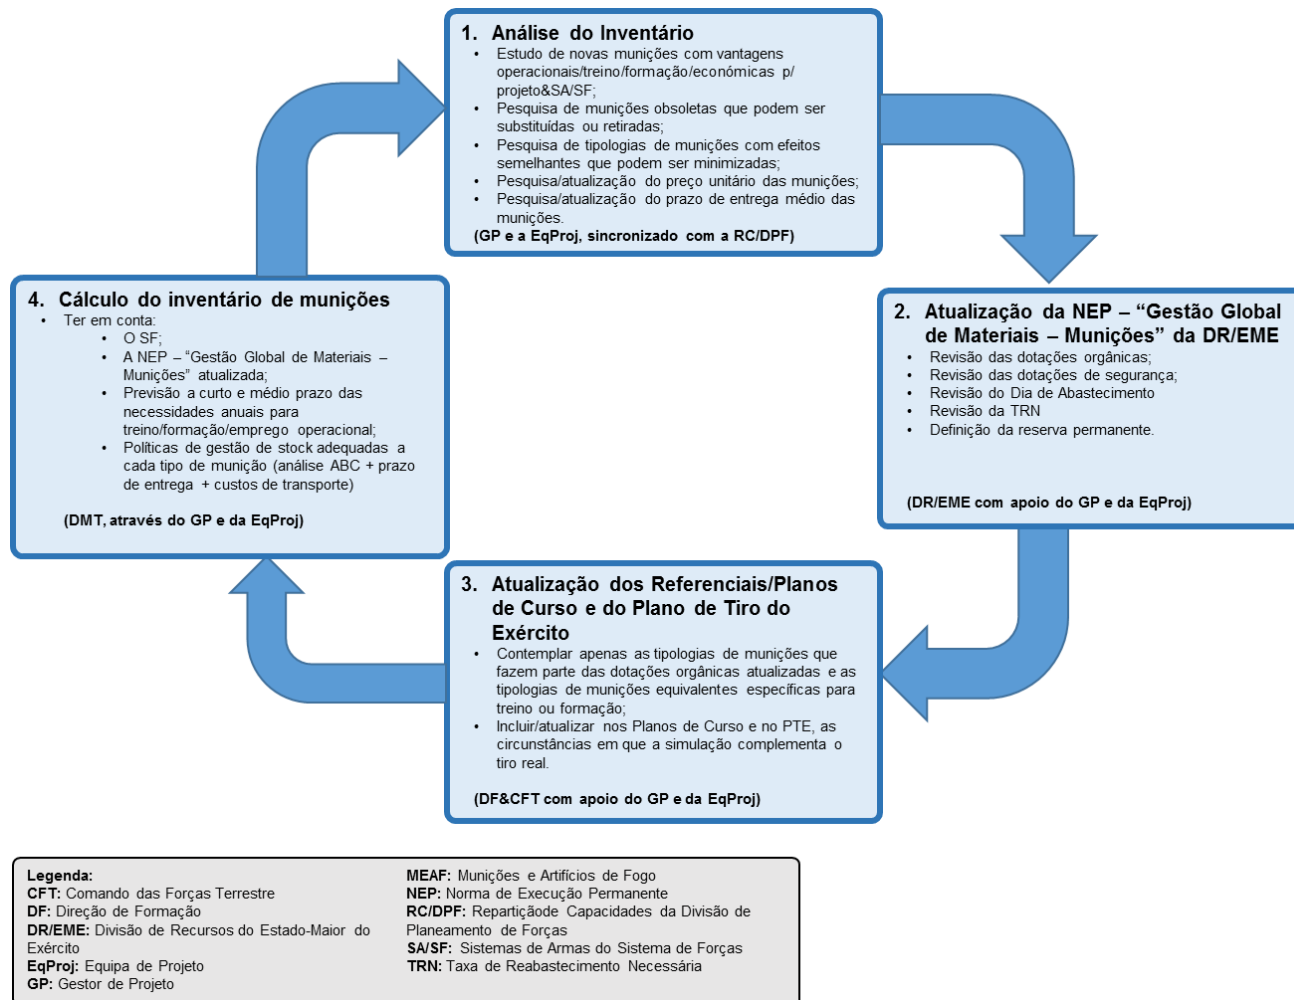 1. Análise do Inventário
• Estudo de novas munições com vantagens
operacionais/treino/formação/económicas p/
projeto&SA/SF;
• Pesquisa de munições obsoletas que podem ser
substituídas ou retiradas;
• Pesquisa de tipologias de munições com efeitos
semelhantes que podem ser minimizadas;
• Pesquisa/atualização do preço unitário das munições;
• Pesquisa/atualização do prazo de entrega médio das
munições.
(GP e a EqProj, sincronizado com a RC/DPF)
2. Atualização da NEP – “Gestão Global
de Materiais – Munições” da DR/EME
• Revisão das dotações orgânicas;
• Revisão das dotações de segurança;
• Revisão do Dia de Abastecimento
• Revisão da TRN
• Definição da reserva permanente.
(DR/EME com apoio do GP e da EqProj)
3. Atualização dos Referenciais/Planos
de Curso e do Plano de Tiro do
Exército
• Contemplar apenas as tipologias de munições que
fazem parte das dotações orgânicas atualizadas e as
tipologias de munições equivalentes específicas para
treino ou formação;
• Incluir/atualizar nos Planos de Curso e no PTE, as
circunstâncias em que a simulação complementa o
tiro real.
(DF&CFT com apoio do GP e da EqProj)
4. Cálculo do inventário de munições
• Ter em conta:
• O SF;
• A NEP – “Gestão Global de Materiais –
Munições” atualizada;
• Previsão a curto e médio prazo das
necessidades anuais para
treino/formação/emprego operacional;
• Políticas de gestão de stock adequadas a
cada tipo de munição (análise ABC + prazo
de entrega + custos de transporte)
(DMT, através do GP e da EqProj)
Legenda:
CFT: Comando das Forças Terrestre
DF: Direção de Formação
DR/EME: Divisão de Recursos do Estado-Maior do
Exército
EqProj: Equipa de Projeto
GP: Gestor de Projeto
MEAF: Munições e Artifícios de Fogo
NEP: Norma de Execução Permanente
RC/DPF: Repartiçãode Capacidades da Divisão de
Planeamento de Forças
SA/SF: Sistemas de Armas do Sistema de Forças
TRN: Taxa de Reabastecimento Necessária